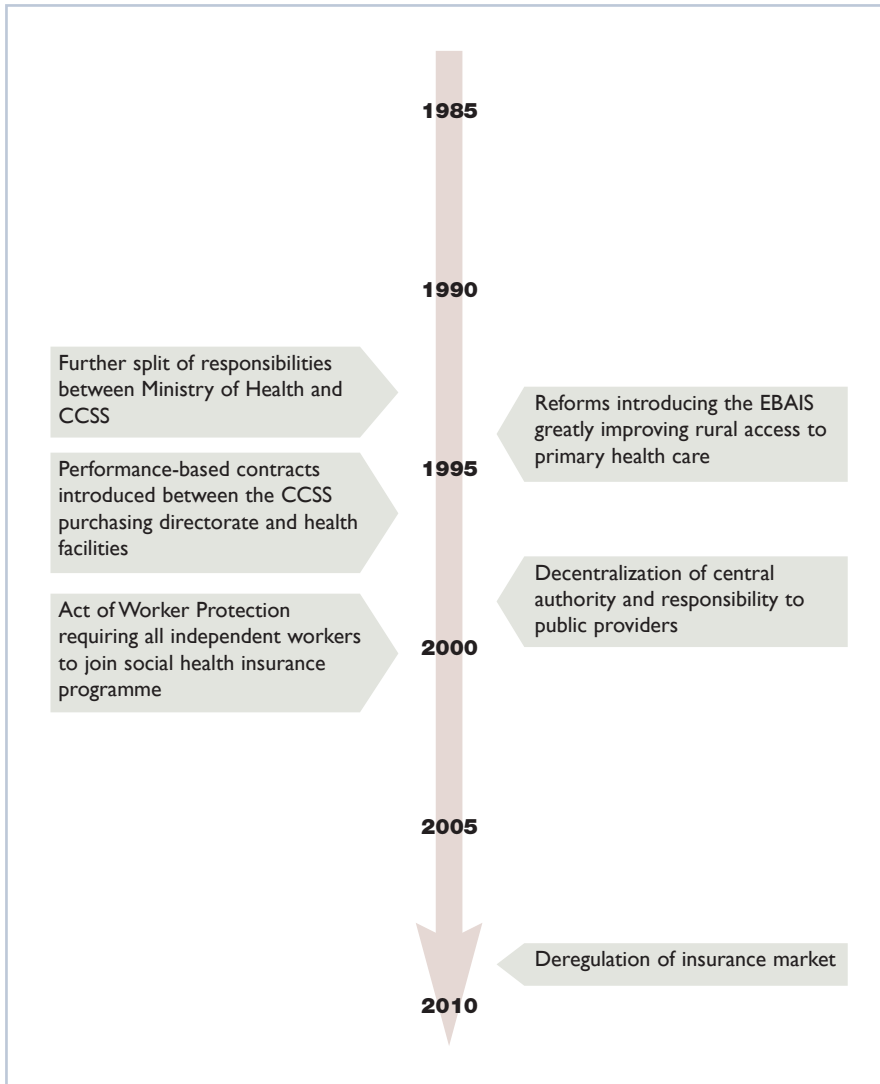 1985
1990
Further split of responsibilities
between Ministry of Health and
CCSS
Reforms introducing the EBAIS
greatly improving rural access to
primary health care
1995
Performance-based contracts
introduced between the CCSS
purchasing directorate and health
facilities
Decentralization of central
authority and responsibility to
public providers
Act of Worker Protection
requiring all independent workers
to join social health insurance
programme
2000
2005
Deregulation of insurance market
2010